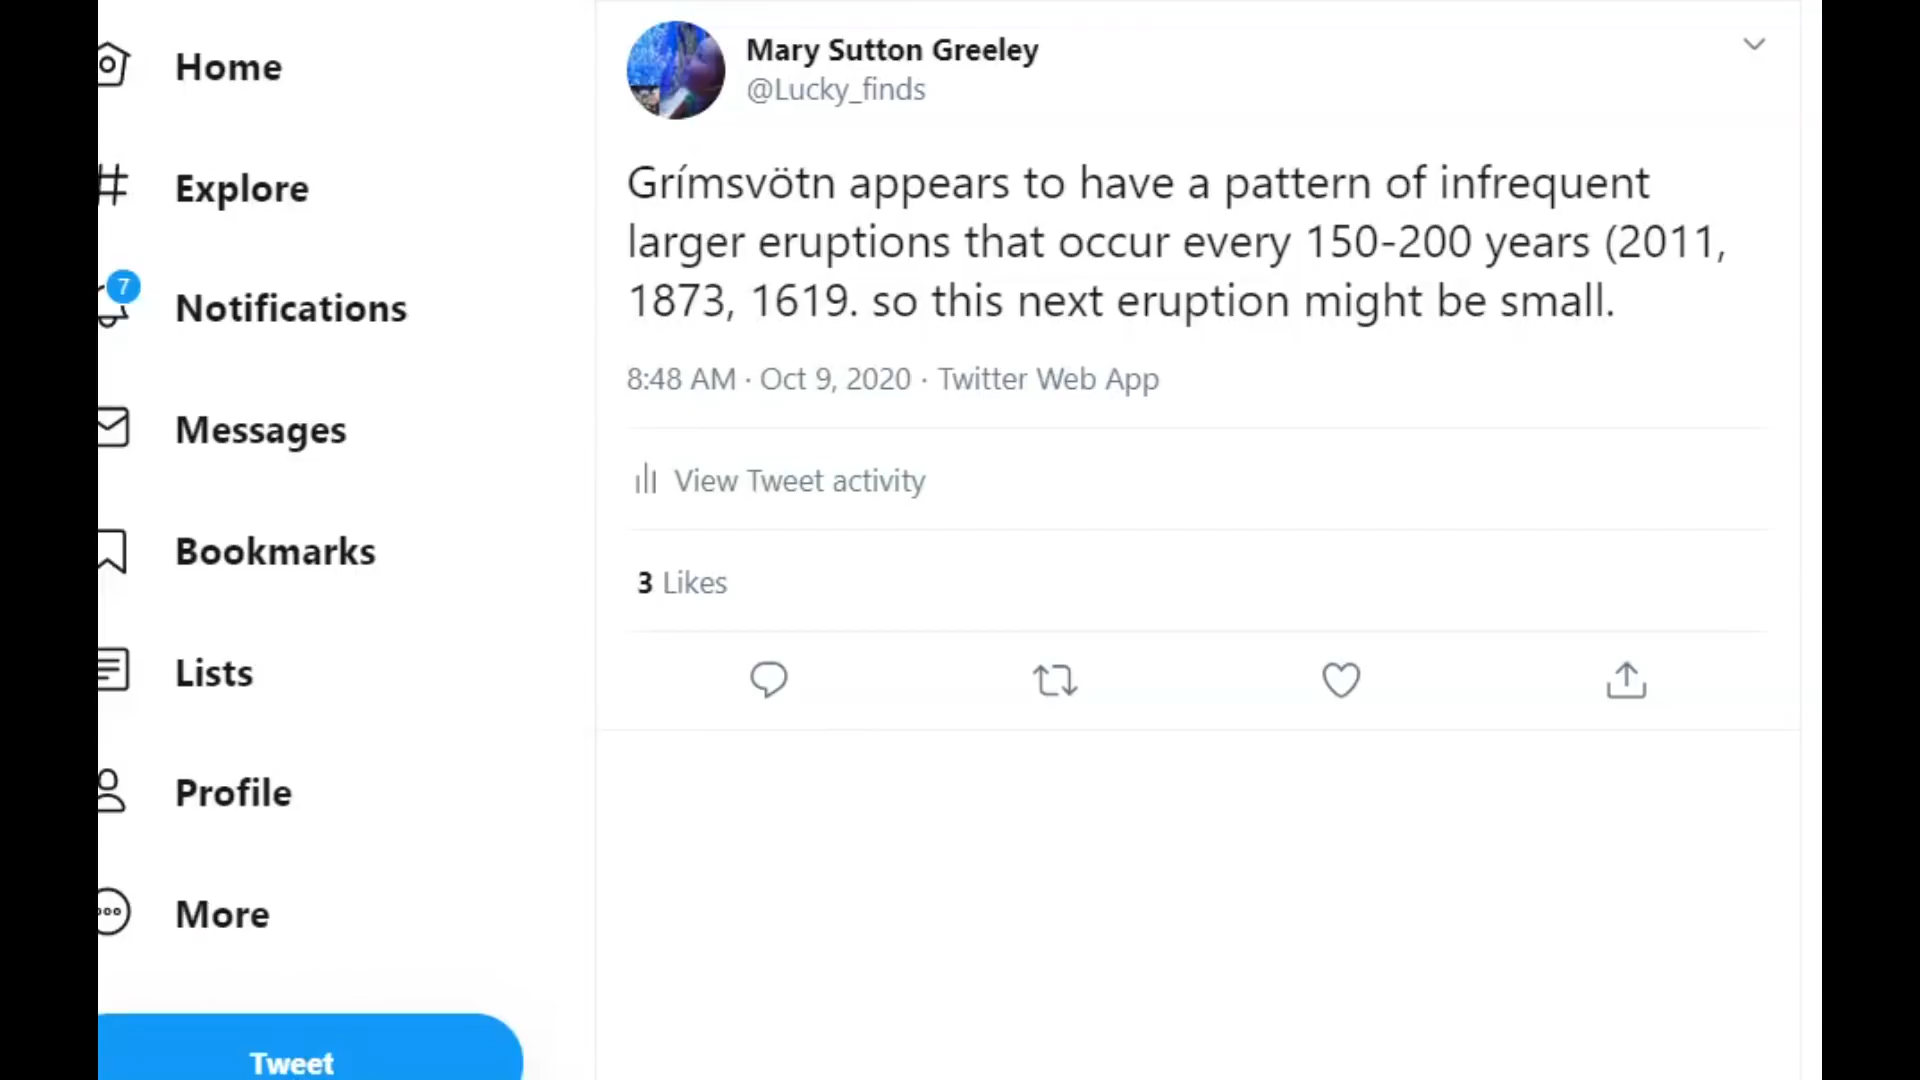 Home
Explore
7
Notifications
Messages
Bookmarks
Lists
Profile
More
Tweet
Mary Sutton Greeley
@Lucky_finds
Grímsvötn appears to have a pattern of infrequent
larger eruptions that occur every 150-200 years (2011,
1873, 1619. so this next eruption might be small.
8:48 AM · Oct 9, 2020 · Twitter Web App
View Tweet activity
3 Likes